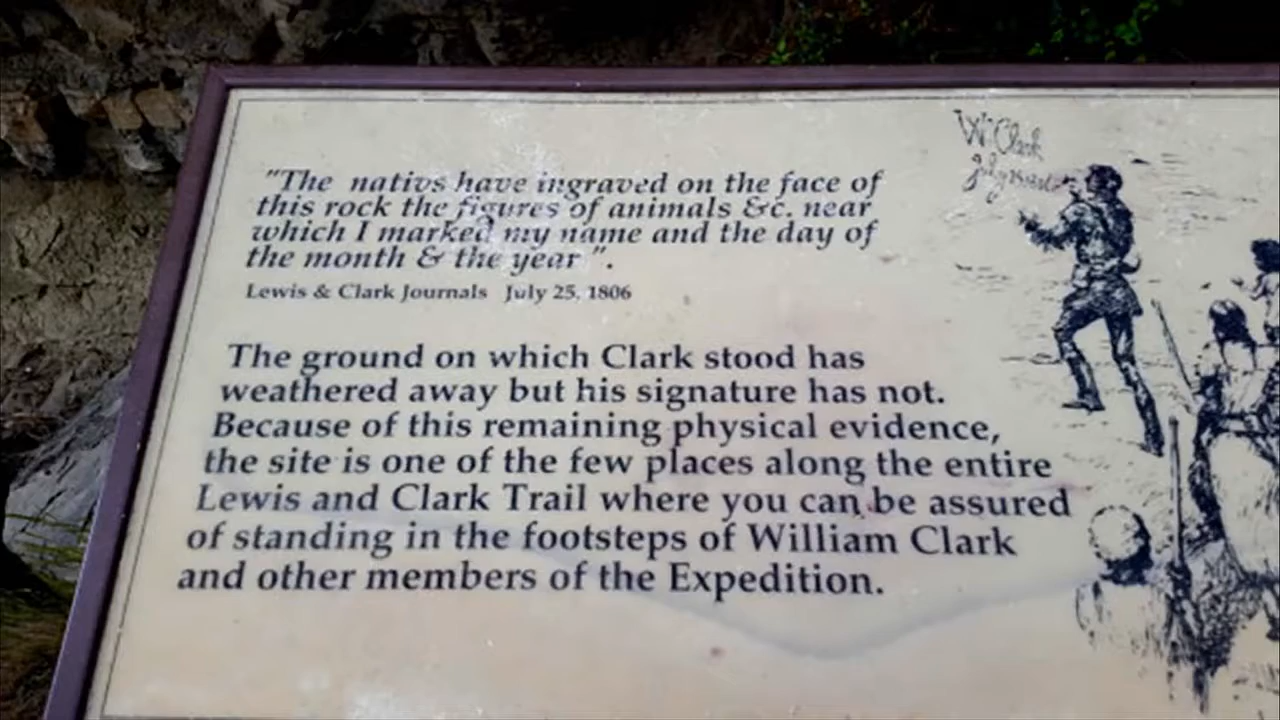 "The nativs have ingraved on the face of
this rock the figures of animals &c. near
which I marked my name and the day of
the month & the year ".
Lewis & Clark Journals July 25, 1806
The ground on which Clark stood has
weathered away but his signature has not.
Because of this remaining physical evidence,
the site is one of the few places along the entire
Lewis and Clark Trail where you can be assured
of standing in the footsteps of William Clark
and other members of the Expedition.
Wm Clark